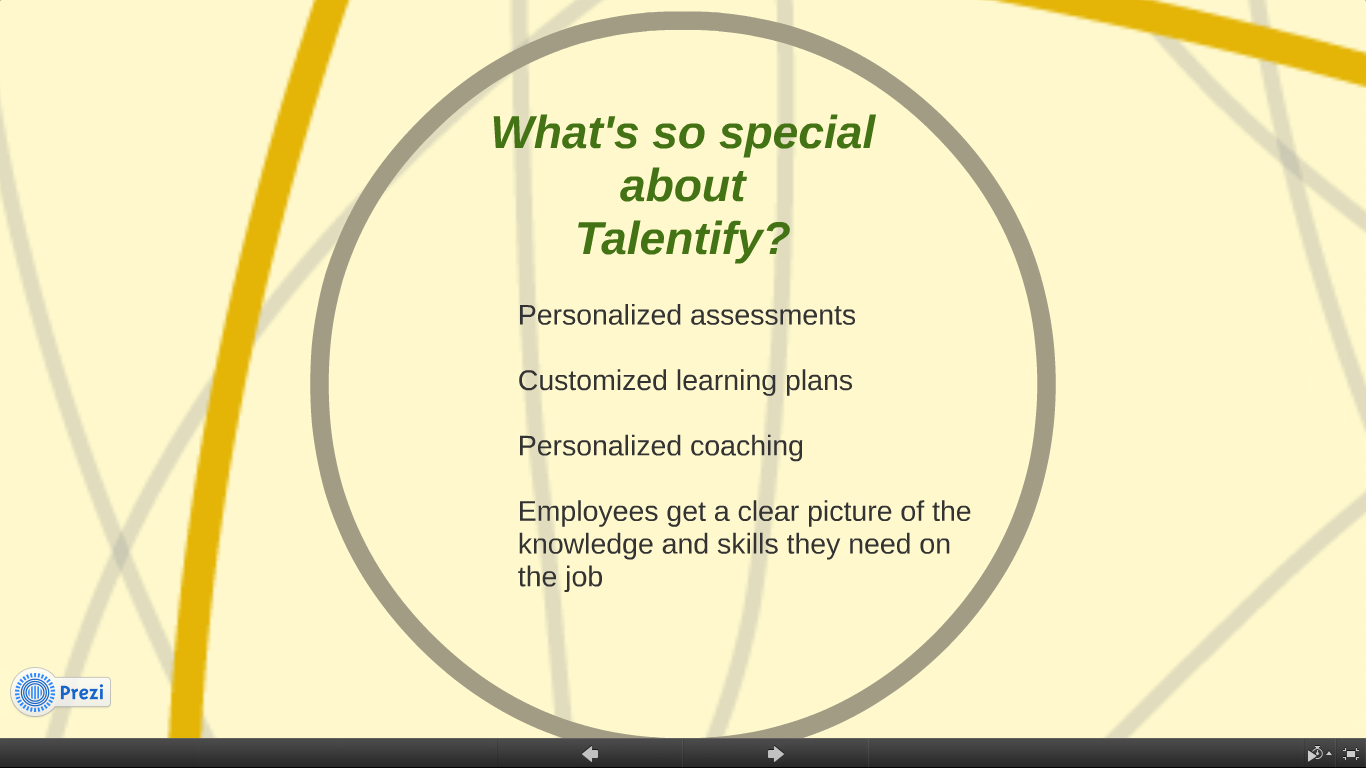 What's so special
about
Talentify?
Personalized assessments
Customized learning plans
Personalized coaching
Employees get a clear picture of the
knowledge and skills they need on
the job
Prezi